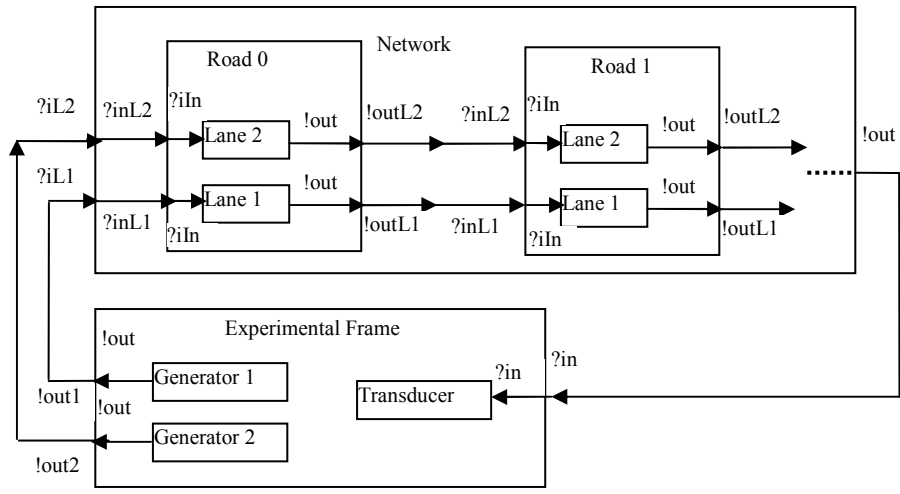 Network
Road 0
Road 1
?iL2
?inL2
?iIn
Lane 2
!out
!outL2
?inL2
?iIn
Lane 2
!out
!outL2
!out
?iL1
?inL1
Lane 1
?iIn
!out
!outL1
?inL1
Lane 1
?iIn
!out
!outL1
Experimental Frame
!out
Generator 1
!out1
!out
Generator 2
!out2
Transducer
?in
?in